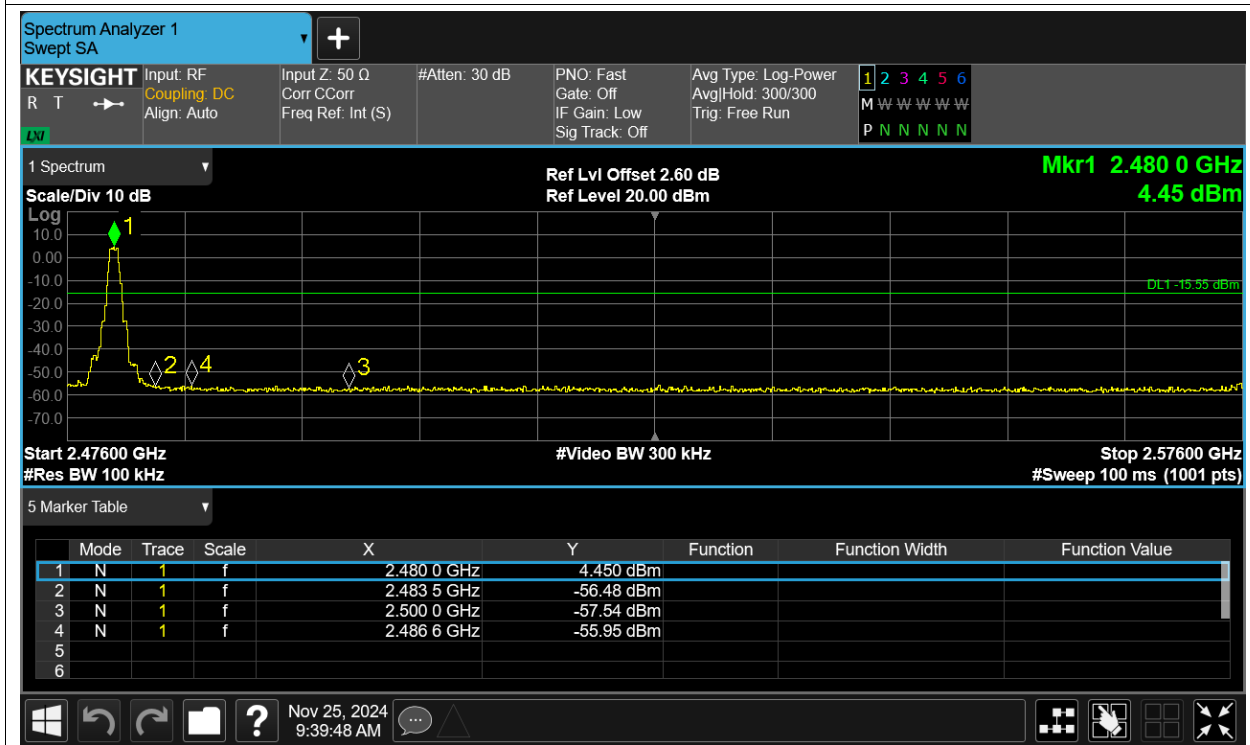 Spectrum Analyzer 1
Swept SA
KEYSIGHT Input: RF Input Z: 50 Ω #Atten: 30 dB PNO: Fast Avg Type: Log-Power 1 2 3 4 5 6
R T Coupling: DC Corr CCorr Gate: Off Avg|Hold: 300/300 M W W W W W
Align: Auto Freq Ref: Int (S) IF Gain: Low Trig: Free Run
LXI Sig Track: Off P N N N N N
1 Spectrum Ref Lvl Offset 2.60 dB Mkr1 2.480 0 GHz
Scale/Div 10 dB Ref Level 20.00 dBm 4.45 dBm
Log
1
10.0
0.00
-10.0
DL1 -15.55 dBm
-20.0
-30.0
-40.0
2 4 3
-50.0
-60.0
-70.0
Start 2.47600 GHz #Video BW 300 kHz Stop 2.57600 GHz
#Res BW 100 kHz #Sweep 100 ms (1001 pts)
5 Marker Table
Mode Trace Scale X Y Function Function Width Function Value
1 N 1 f 2.480 0 GHz 4.450 dBm
2 N 1 f 2.483 5 GHz -56.48 dBm
3 N 1 f 2.500 0 GHz -57.54 dBm
4 N 1 f 2.486 6 GHz -55.95 dBm
5
6
? Nov 25, 2024
9:39:48 AM